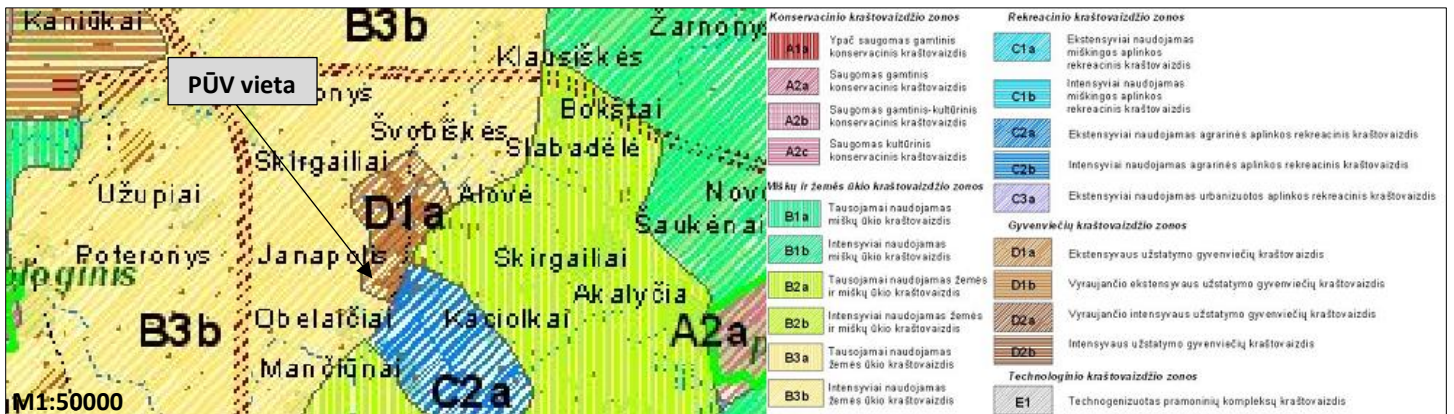 Kaniūkai
B3b
Žarnonys
Klausiškės
PŪV vieta
onys
Bokštai
Švobiškės
Slabadėlė
Skirgailiai
Užupiai
D1a
Alovė
Novo
Šaukėnai
Poteronys
Janapolis
Skirgailiai
ologinis
Akalyčia
B3b
Obelaičiai
Kaciolkai
A2a
Mančiūnai
C2a
M1:50000
Konservacinio kraštovaizdžio zonos
A1a
Ypač saugomas gamtinis
konservacinis kraštovaizdis
A2a
Saugomas gamtinis
konservacinis kraštovaizdis
A2b
Saugomas gamtinis-kultūrinis
konservacinis kraštovaizdis
A2c
Saugomas kultūrinis
konservacinis kraštovaizdis
Miškų ir žemės ūkio kraštovaizdžio zonos
B1a
Tausojamai naudojamas
miškų ūkio kraštovaizdis
B1b
Intensyviai naudojamas
miškų ūkio kraštovaizdis
B2a
Tausojamai naudojamas žemės
ir miškų ūkio kraštovaizdis
B2b
Intensyviai naudojamas žemės
ir miškų ūkio kraštovaizdis
B3a
Tausojamai naudojamas
žemės ūkio kraštovaizdis
B3b
Intensyviai naudojamas
žemės ūkio kraštovaizdis
Rekreacinio kraštovaizdžio zonos
C1a
Ekstensyviai naudojamas
miškingos aplinkos
rekreacinis kraštovaizdis
C1b
Intensyviai naudojamas
miškingos aplinkos
rekreacinis kraštovaizdis
C2a
Ekstensyviai naudojamas agrarinės aplinkos rekreacinis kraštovaizdis
C2b
Intensyviai naudojamas agrarinės aplinkos rekreacinis kraštovaizdis
C3a
Ekstensyviai naudojamas urbanizuotos aplinkos rekreacinis kraštovaizdis
Gyvenviečių kraštovaizdžio zonos
D1a
Ekstensyvaus užstatymo gyvenviečių kraštovaizdis
D1b
Vyraujančio ekstensyvaus užstatymo gyvenviečių kraštovaizdis
D2a
Vyraujančio intensyvaus užstatymo gyvenviečių kraštovaizdis
D2b
Intensyvaus užstatymo gyvenviečių kraštovaizdis
Technologinio kraštovaizdžio zonos
E1
Technogenizuotas pramoninių kompleksų kraštovaizdis